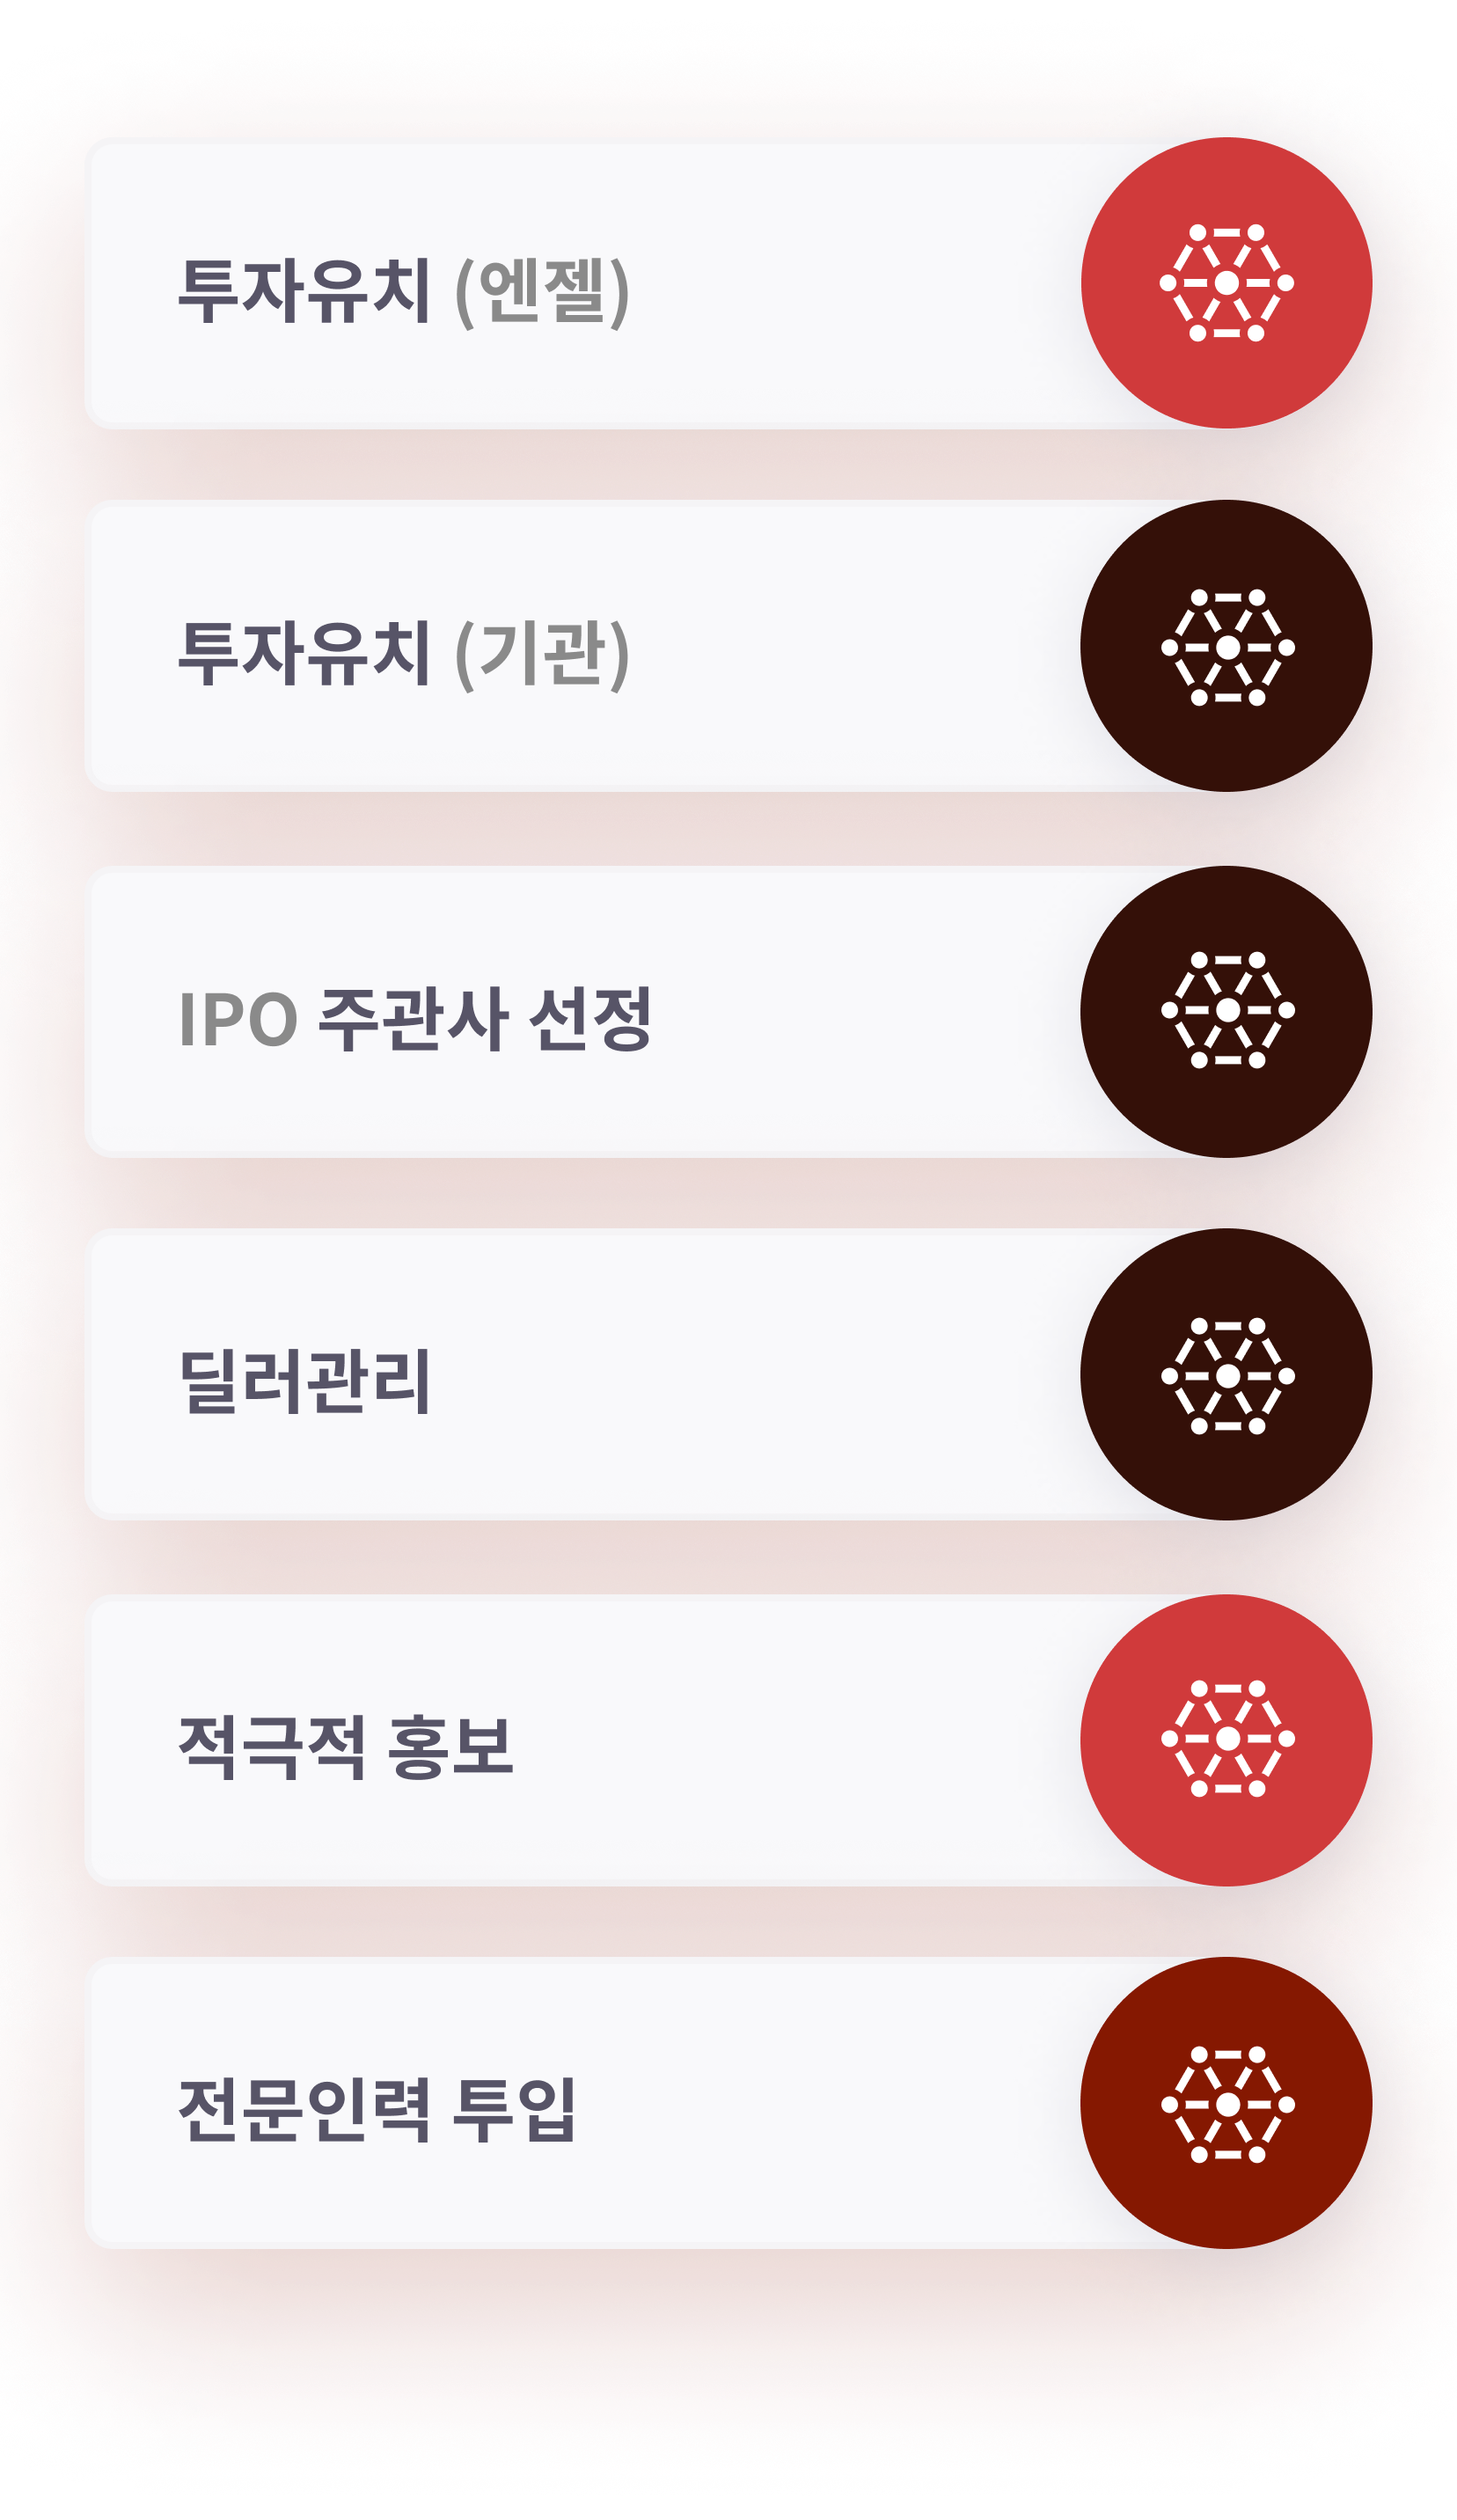 투자유치 (앤젤)
투자유치 (기관)
IPO 주관사선정
딜러관리
적극적 홍보
전문인력 투입